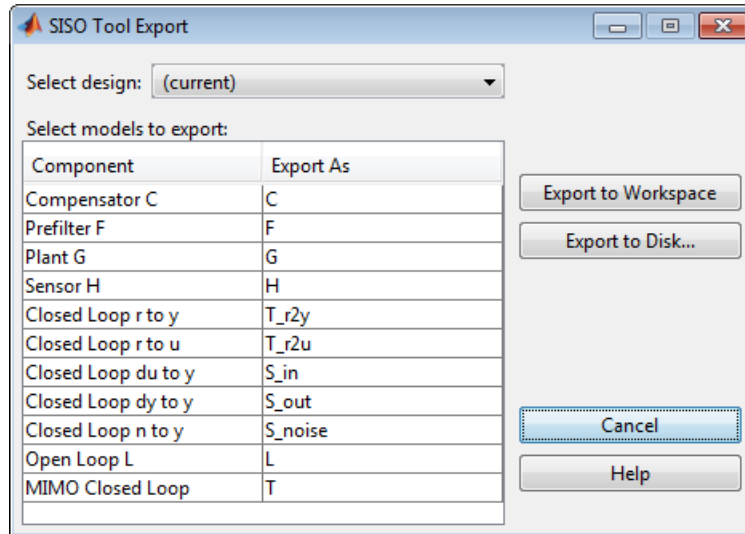 SISO Tool Export
Select design: (current)
Select models to export:
Component Export As
Compensator C C
Prefilter F F
Plant G G
Sensor H H
Closed Loop r to y T_r2y
Closed Loop r to u T_r2u
Closed Loop du to y S_in
Closed Loop dy to y S_out
Closed Loop n to y S_noise
Open Loop L L
MIMO Closed Loop T
Export to Workspace
Export to Disk...
Cancel
Help